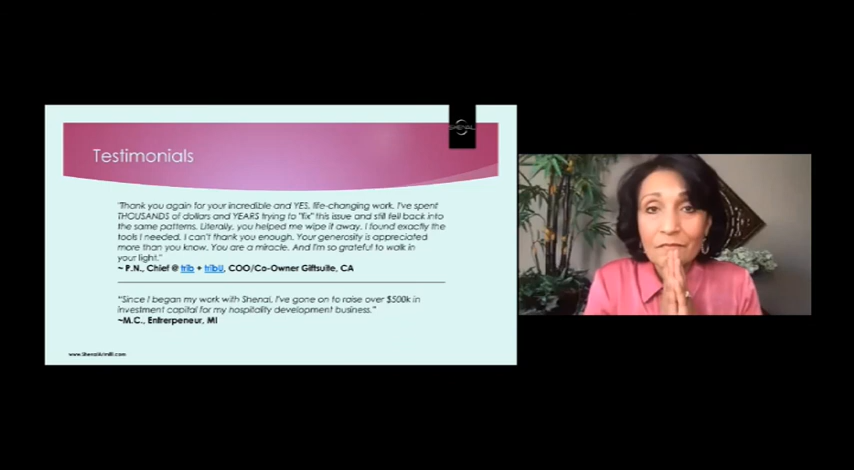 SHENAL
Testimonials
"Thank you again for your incredible and YES, life-changing work. I've spent
THOUSANDS of dollars and YEARS trying to "fix" this issue and still fell back into
the same patterns. Literally, you helped me wipe it away. I found exactly the
tools I needed. I can't thank you enough. Your generosity is appreciated
more than you know. You are a miracle. And I'm so grateful to walk in
your light."
~ P.N., Chief @ trib + tribU, COO/Co-Owner Giftsuite, CA
"Since I began my work with Shenal, I've gone on to raise over $500k in
investment capital for my hospitality development business."
~M.C., Entrerpeneur, MI